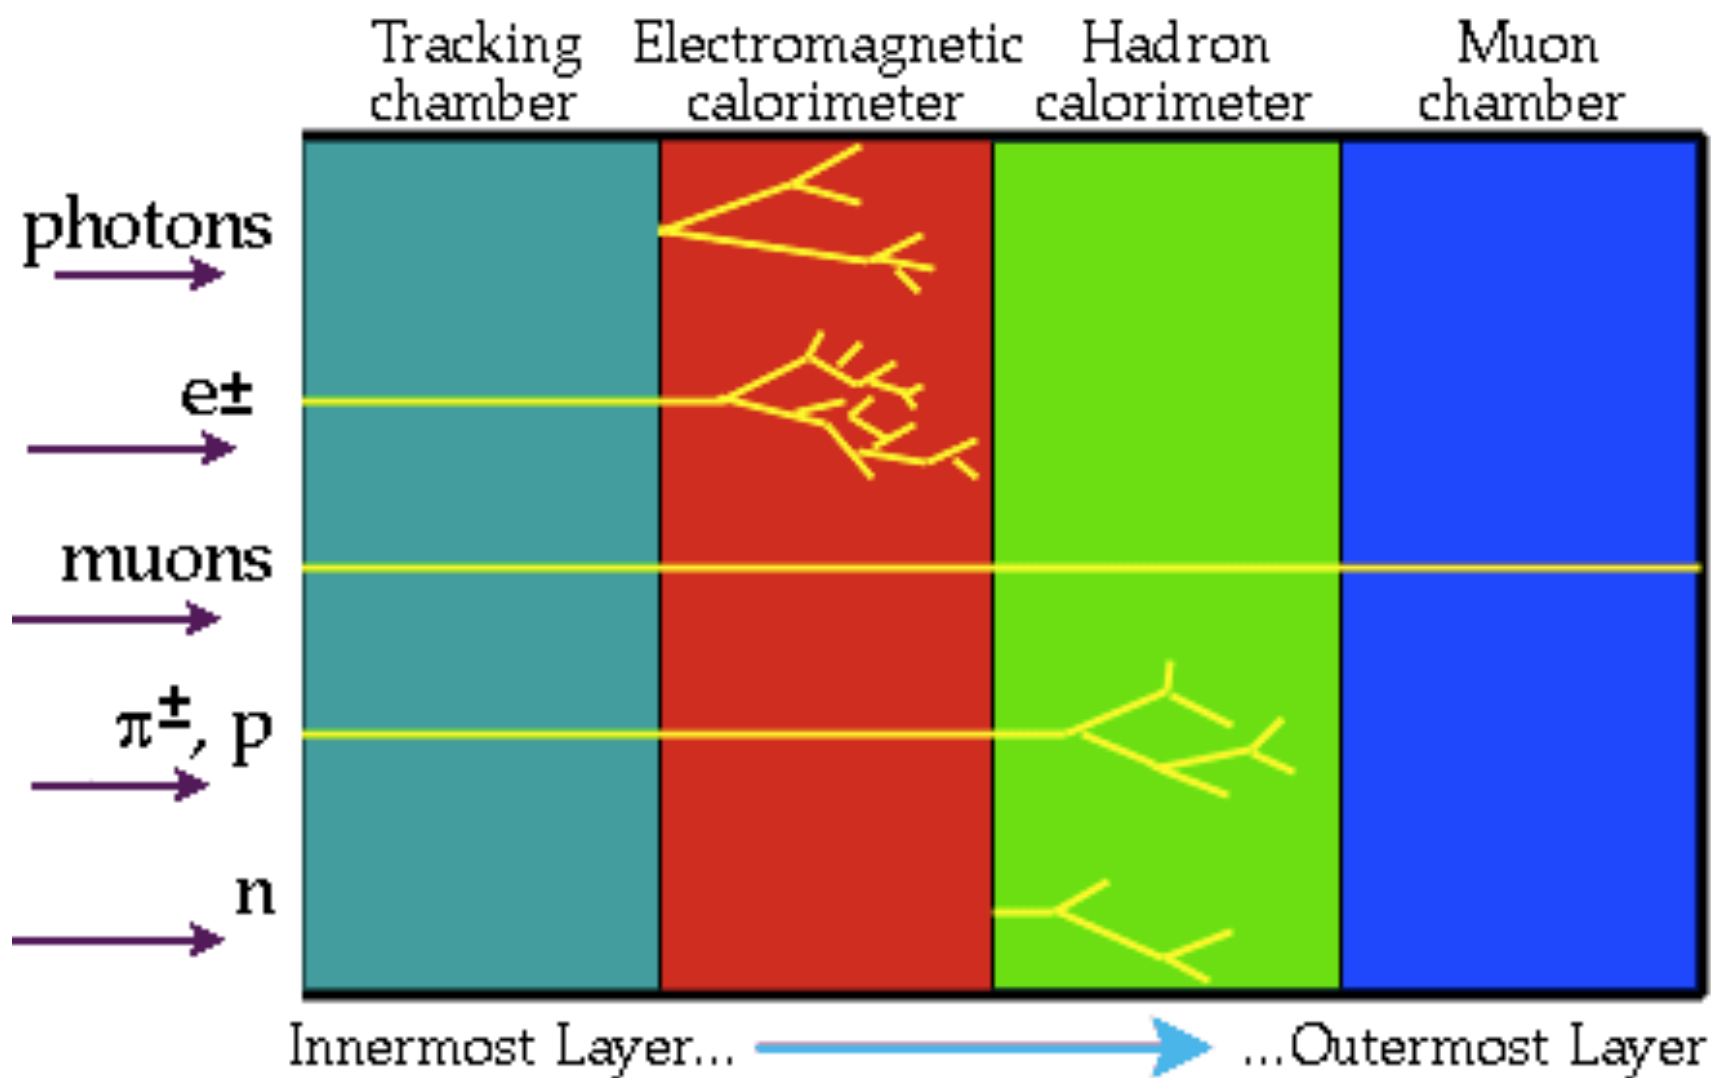 Tracking Electromagnetic Hadron Muon
chamber calorimeter calorimeter chamber
photons
e±
muons
π±, p
n
Innermost Layer... ...Outermost Layer